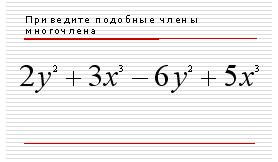 Приведите подобные члены
многочлена
2y² + 3x³ − 6y² + 5x³